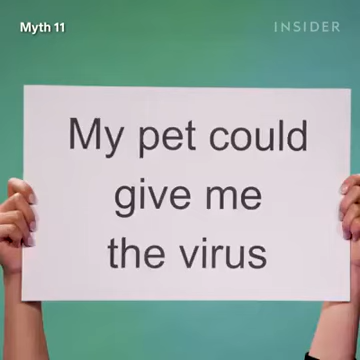 Myth 11
INSIDER
My pet could
give me
the virus